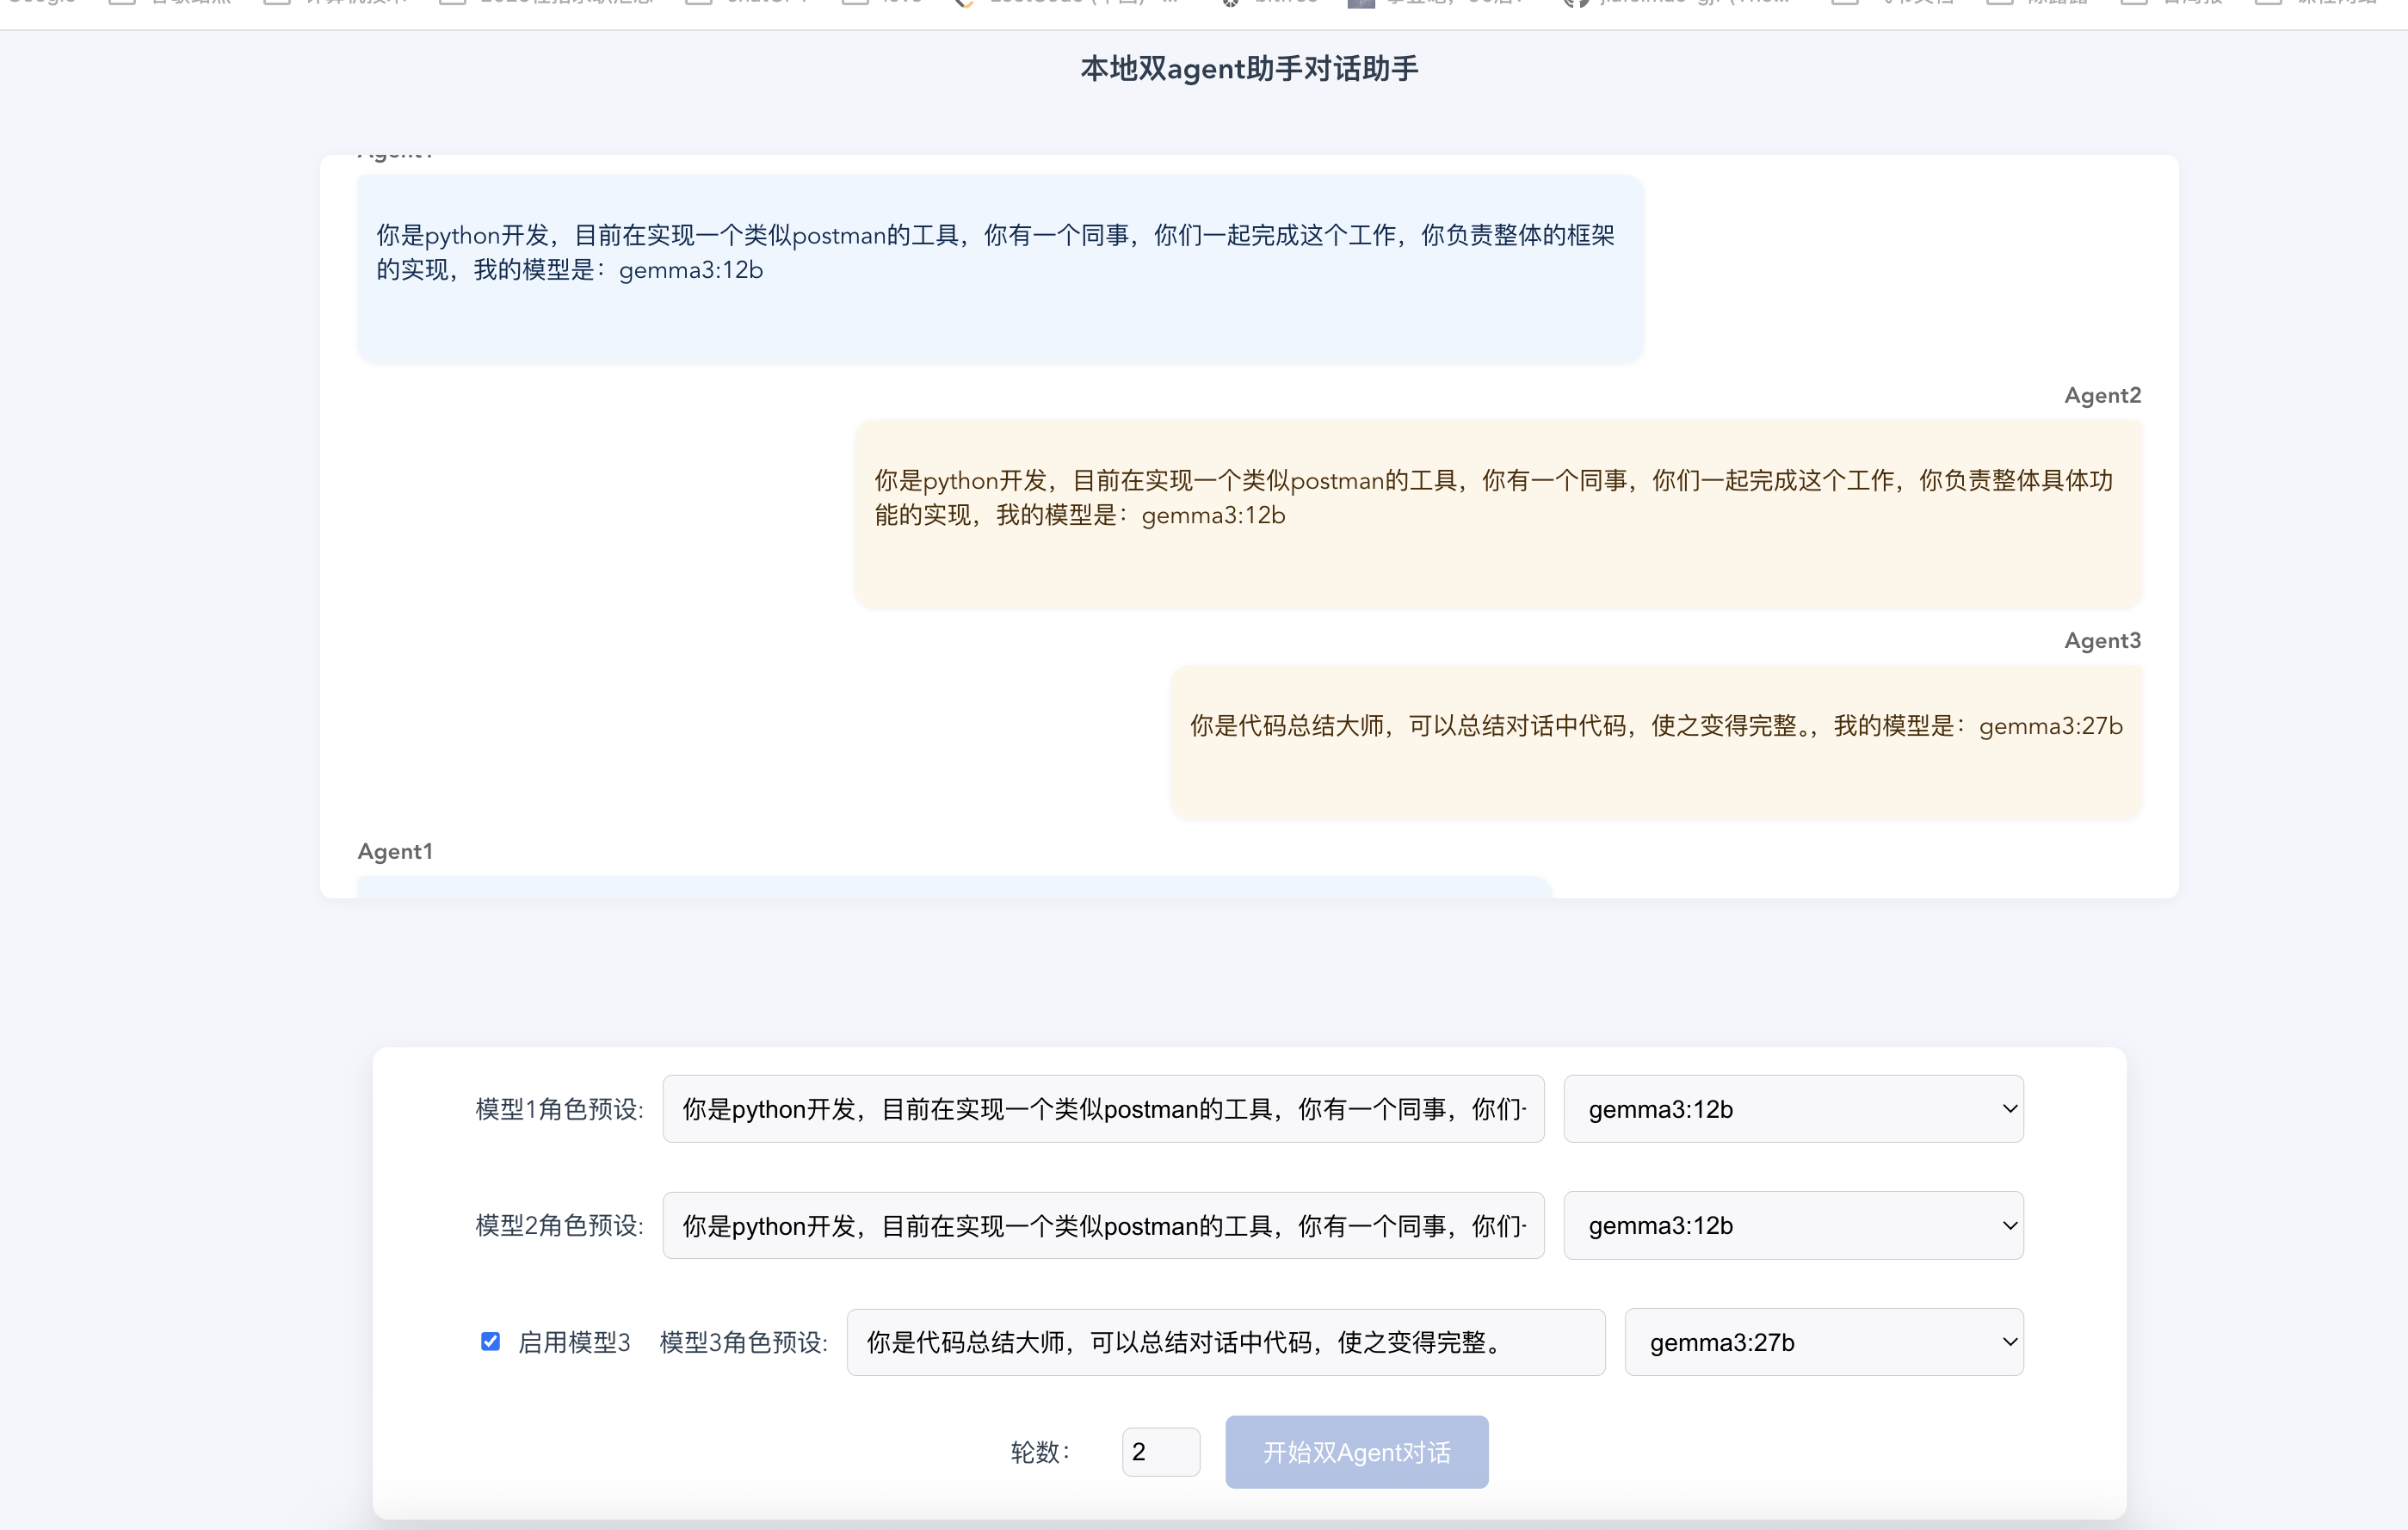 本地双agent助手对话助手
Agent1
你是python开发，目前在实现一个类似postman的工具，你有一个同事，你们一起完成这个工作，你负责整体的框架
的实现，我的模型是：gemma3:12b
Agent2
你是python开发，目前在实现一个类似postman的工具，你有一个同事，你们一起完成这个工作，你负责整体具体功
能的实现，我的模型是：gemma3:12b
Agent3
你是代码总结大师，可以总结对话中代码，使之变得完整。，我的模型是：gemma3:27b
Agent1
模型1角色预设: 你是python开发，目前在实现一个类似postman的工具，你有一个同事，你们 gemma3:12b
模型2角色预设: 你是python开发，目前在实现一个类似postman的工具，你有一个同事，你们 gemma3:12b
启用模型3 模型3角色预设: 你是代码总结大师，可以总结对话中代码，使之变得完整。 gemma3:27b
轮数： 2 开始双Agent对话